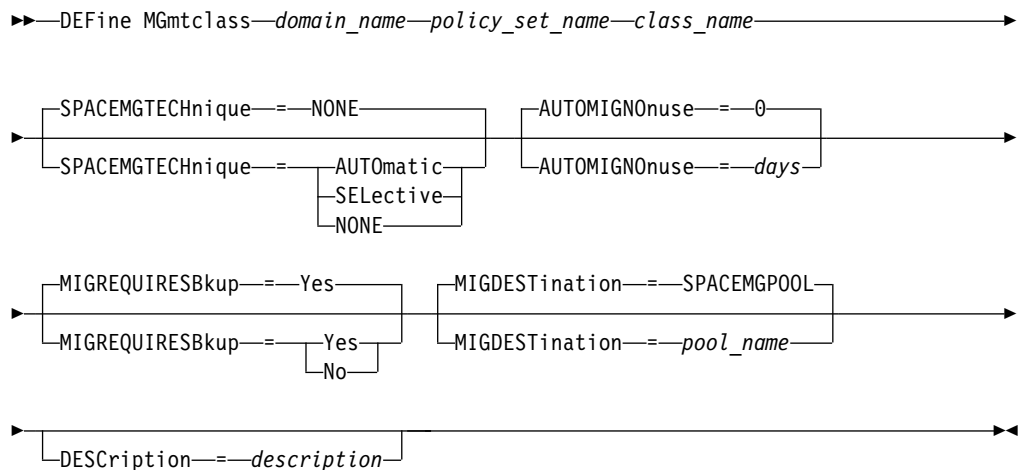 DEFine MGmtclass domain_name policy_set_name class_name
SPACEMGTECHnique = NONE AUTOMIGNOnuse = 0
SPACEMGTECHnique = AUTOmatic AUTOMIGNOnuse = days
SELective
NONE
MIGREQUIRESBkup = Yes MIGDESTination = SPACEMGPOOL
MIGREQUIRESBkup = Yes MIGDESTination = pool_name
No
DESCription = description